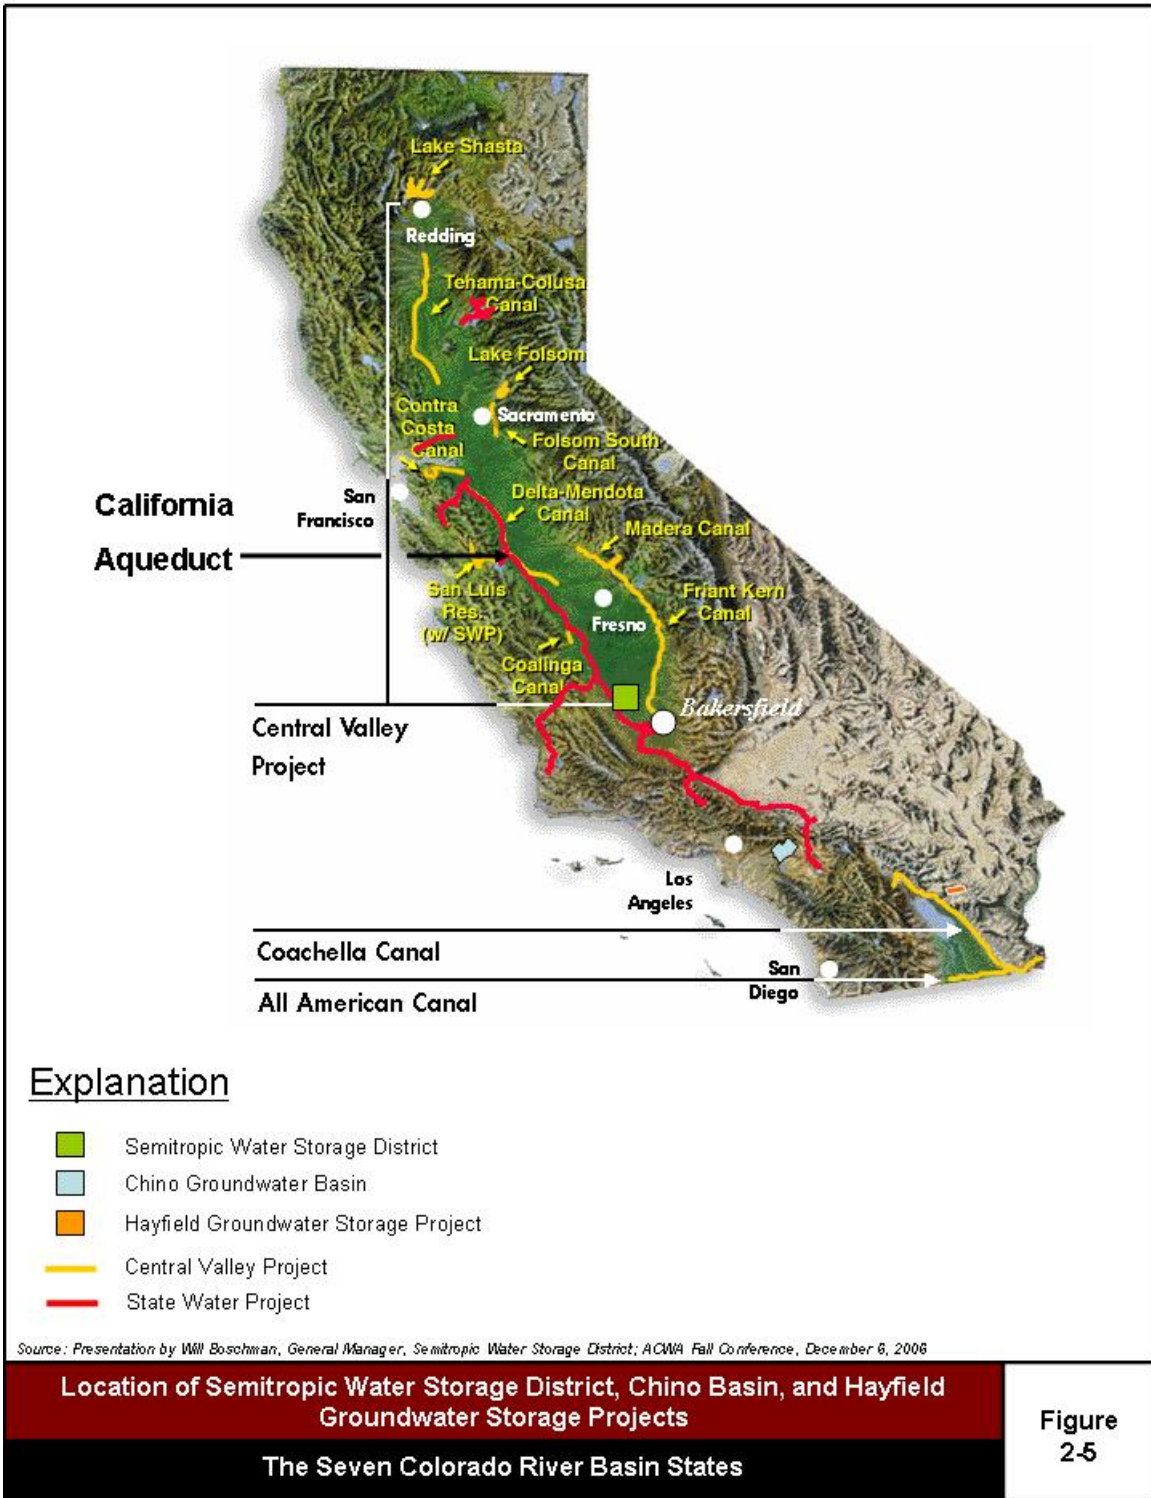 Lake Shasta
Redding
Tehama-Colusa
Canal
Lake Folsom
Contra
Costa
Canal
Sacramento
Folsom South
Canal
San
Francisco
Delta-Mendota
Canal
California
Aqueduct
Madera Canal
San Luis
Res.
(w/ SWP)
Friant Kern
Canal
Fresno
Coalinga
Canal
Bakersfield
Central Valley
Project
Los
Angeles
Coachella Canal
San
Diego
All American Canal
Explanation
Semitropic Water Storage District
Chino Groundwater Basin
Hayfield Groundwater Storage Project
Central Valley Project
State Water Project
Source: Presentation by Will Boschman, General Manager, Semitropic Water Storage District; ACWA Fall Conference, December 6, 2006
Location of Semitropic Water Storage District, Chino Basin, and Hayfield
Groundwater Storage Projects
The Seven Colorado River Basin States
Figure
2-5